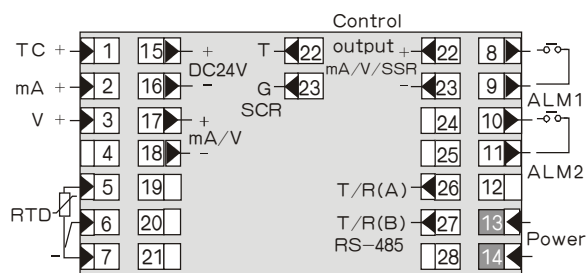 Control
TC + 1 15 + T 22 output + 22 8
DC24V mA/V/SSR
mA + 2 16 - G 23 - 23 9
SCR ALM1
V + 3 17 + 24 10
mA/V
4 18 - 25 11
ALM2
5 19 T/R(A) 26 12
RTD
6 20 T/R(B) 27 13
RS-485 Power
- 7 21 28 14